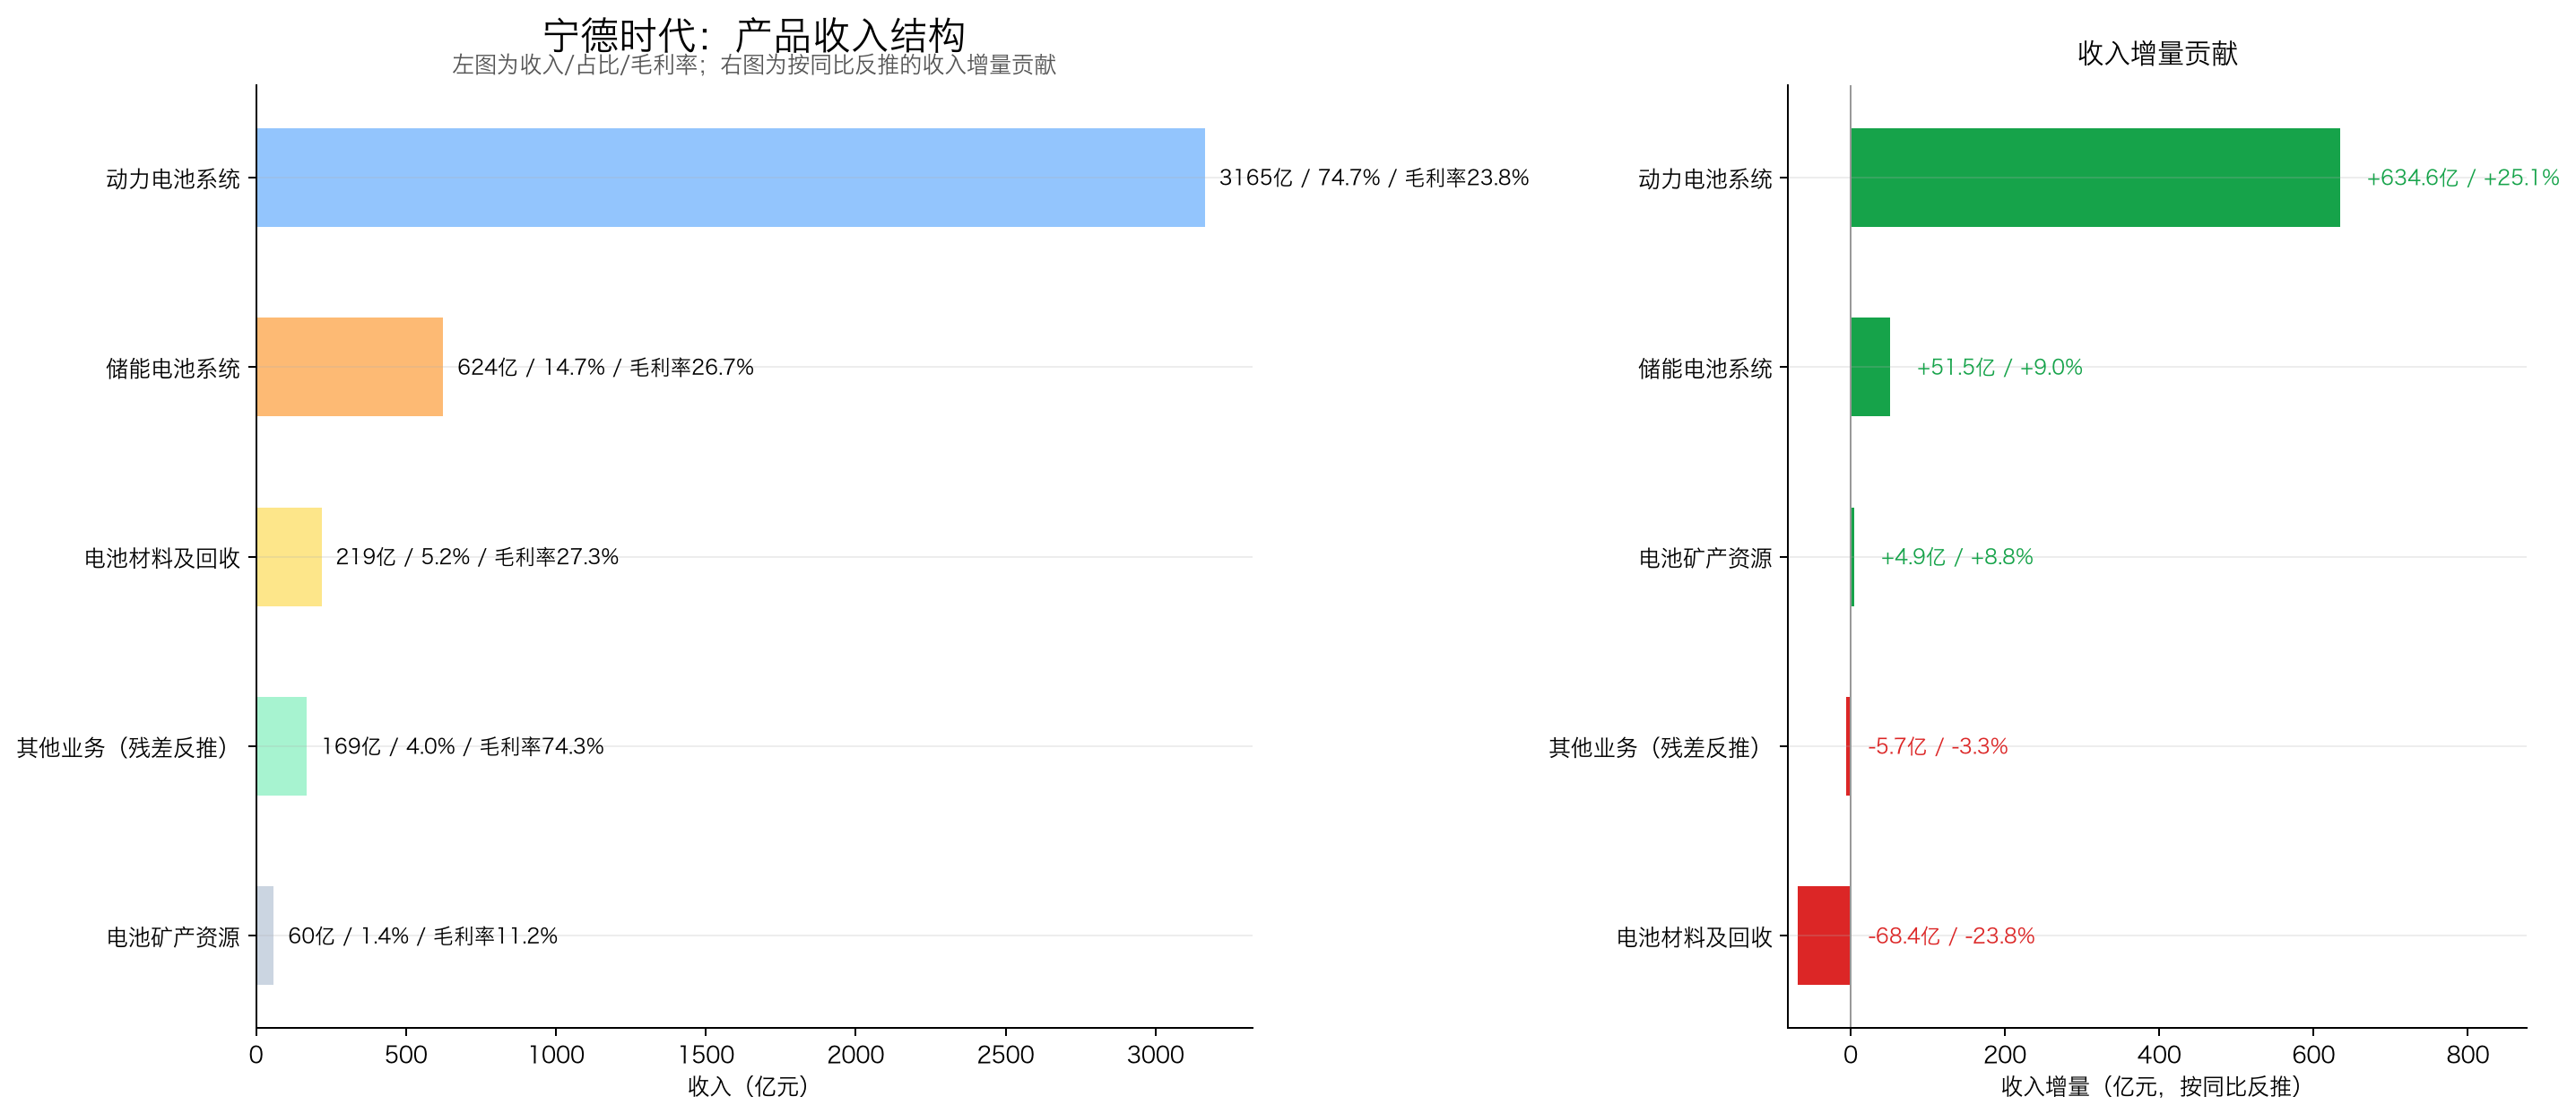 宁德时代：产品收入结构
左图为收入/占比/毛利率；右图为按同比反推的收入增量贡献
动力电池系统
3165亿 / 74.7% / 毛利率23.8%
储能电池系统
624亿 / 14.7% / 毛利率26.7%
电池材料及回收
219亿 / 5.2% / 毛利率27.3%
其他业务（残差反推）
169亿 / 4.0% / 毛利率74.3%
电池矿产资源
60亿 / 1.4% / 毛利率11.2%
0 500 1000 1500 2000 2500 3000
收入（亿元）
收入增量贡献
动力电池系统
+634.6亿 / +25.1%
储能电池系统
+51.5亿 / +9.0%
电池矿产资源
+4.9亿 / +8.8%
其他业务（残差反推）
-5.7亿 / -3.3%
电池材料及回收
-68.4亿 / -23.8%
0 200 400 600 800
收入增量（亿元，按同比反推）